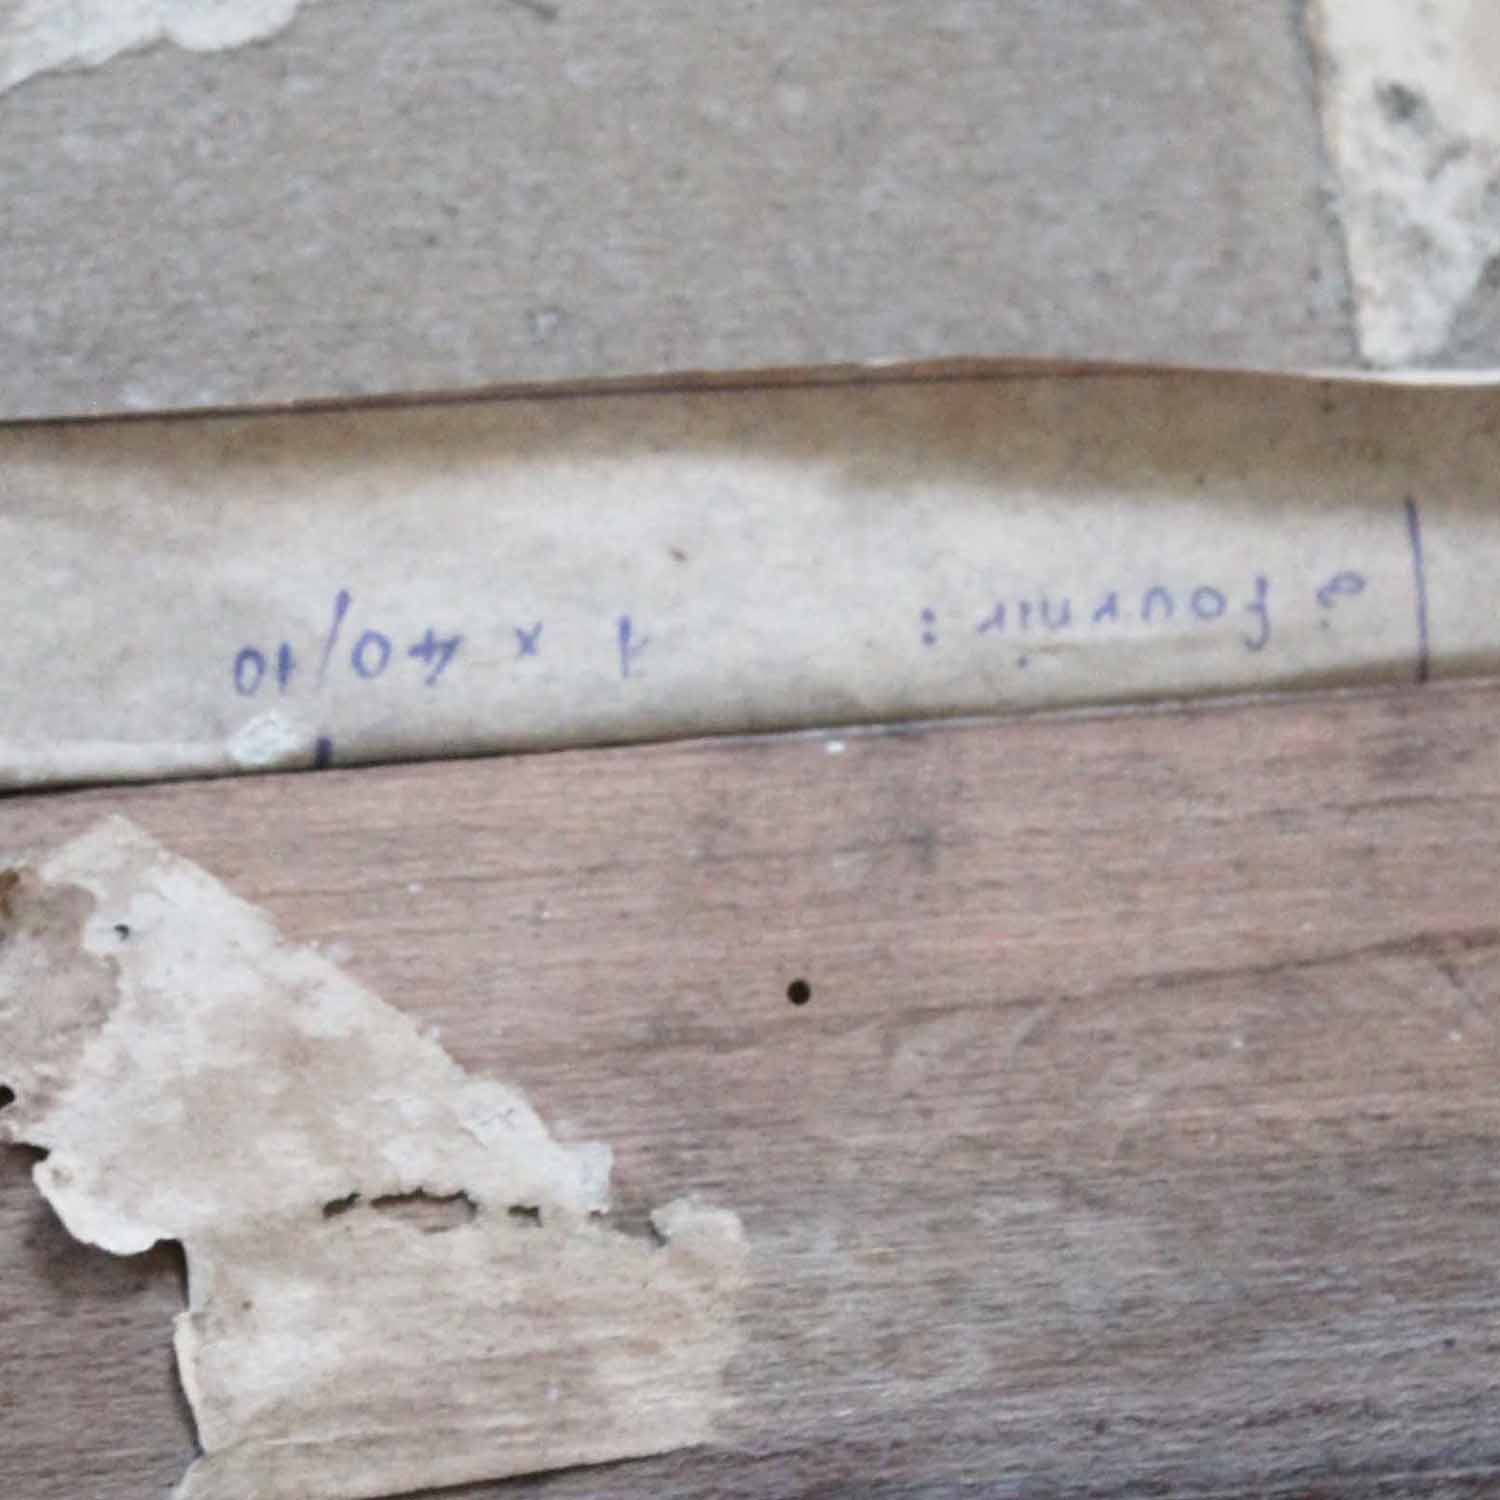 à fournir : 1 x 40/10